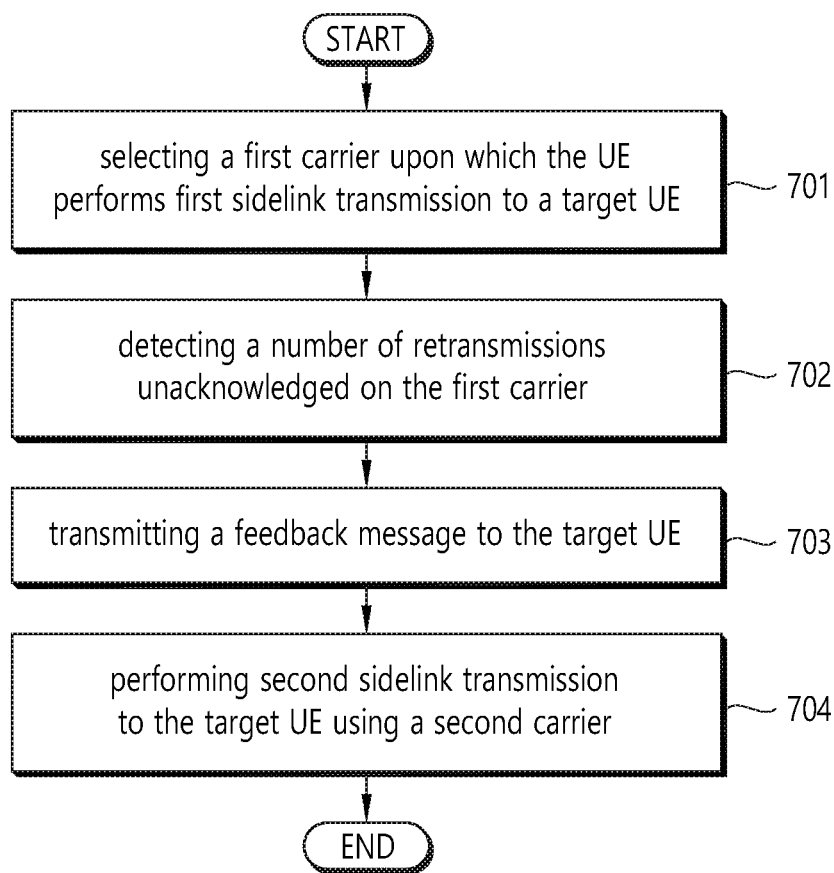 START
selecting a first carrier upon which the UE
performs first sidelink transmission to a target UE
701
detecting a number of retransmissions
unacknowledged on the first carrier
702
transmitting a feedback message to the target UE
703
performing second sidelink transmission
to the target UE using a second carrier
704
END